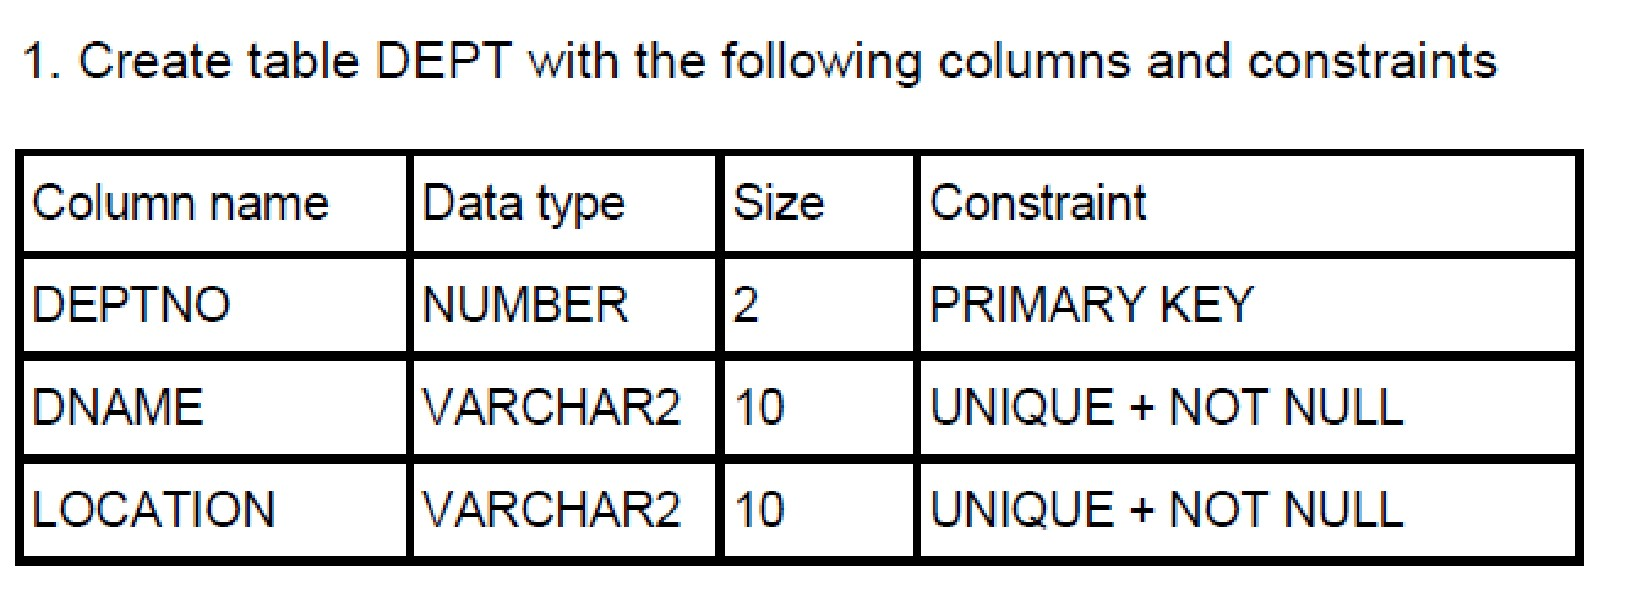 1. Create table DEPT with the following columns and constraints
Column name Data type Size Constraint
DEPTNO NUMBER 2 PRIMARY KEY
DNAME VARCHAR2 10 UNIQUE + NOT NULL
LOCATION VARCHAR2 10 UNIQUE + NOT NULL